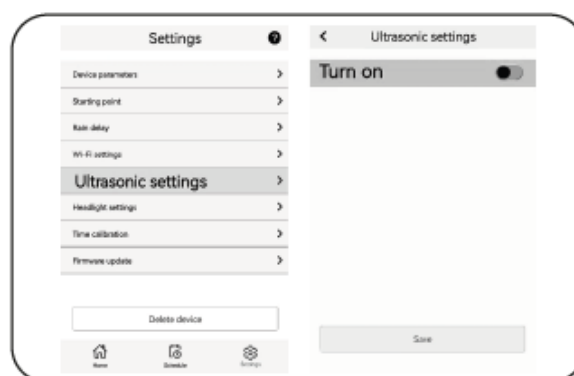 Settings
Device parameters
Starting point
Rain delay
Wi-Fi settings
Ultrasonic settings
Headlight settings
Time calibration
Firmware update
Delete device
Home
Schedule
Settings
Ultrasonic settings
Turn on
Save